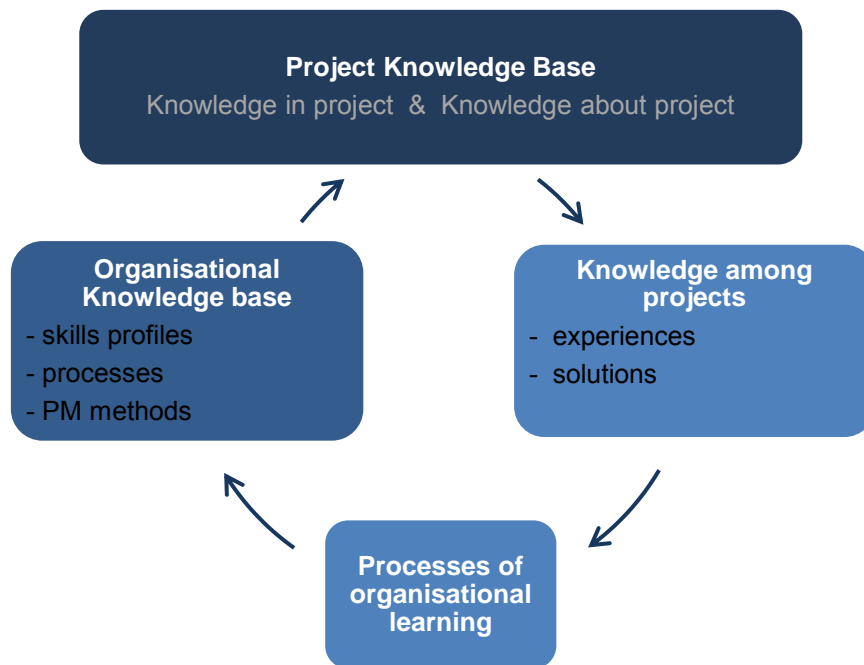 Project Knowledge Base
Knowledge in project & Knowledge about project
Organisational
Knowledge base
- skills profiles
- processes
- PM methods
Knowledge among
projects
- experiences
- solutions
Processes of
organisational
learning